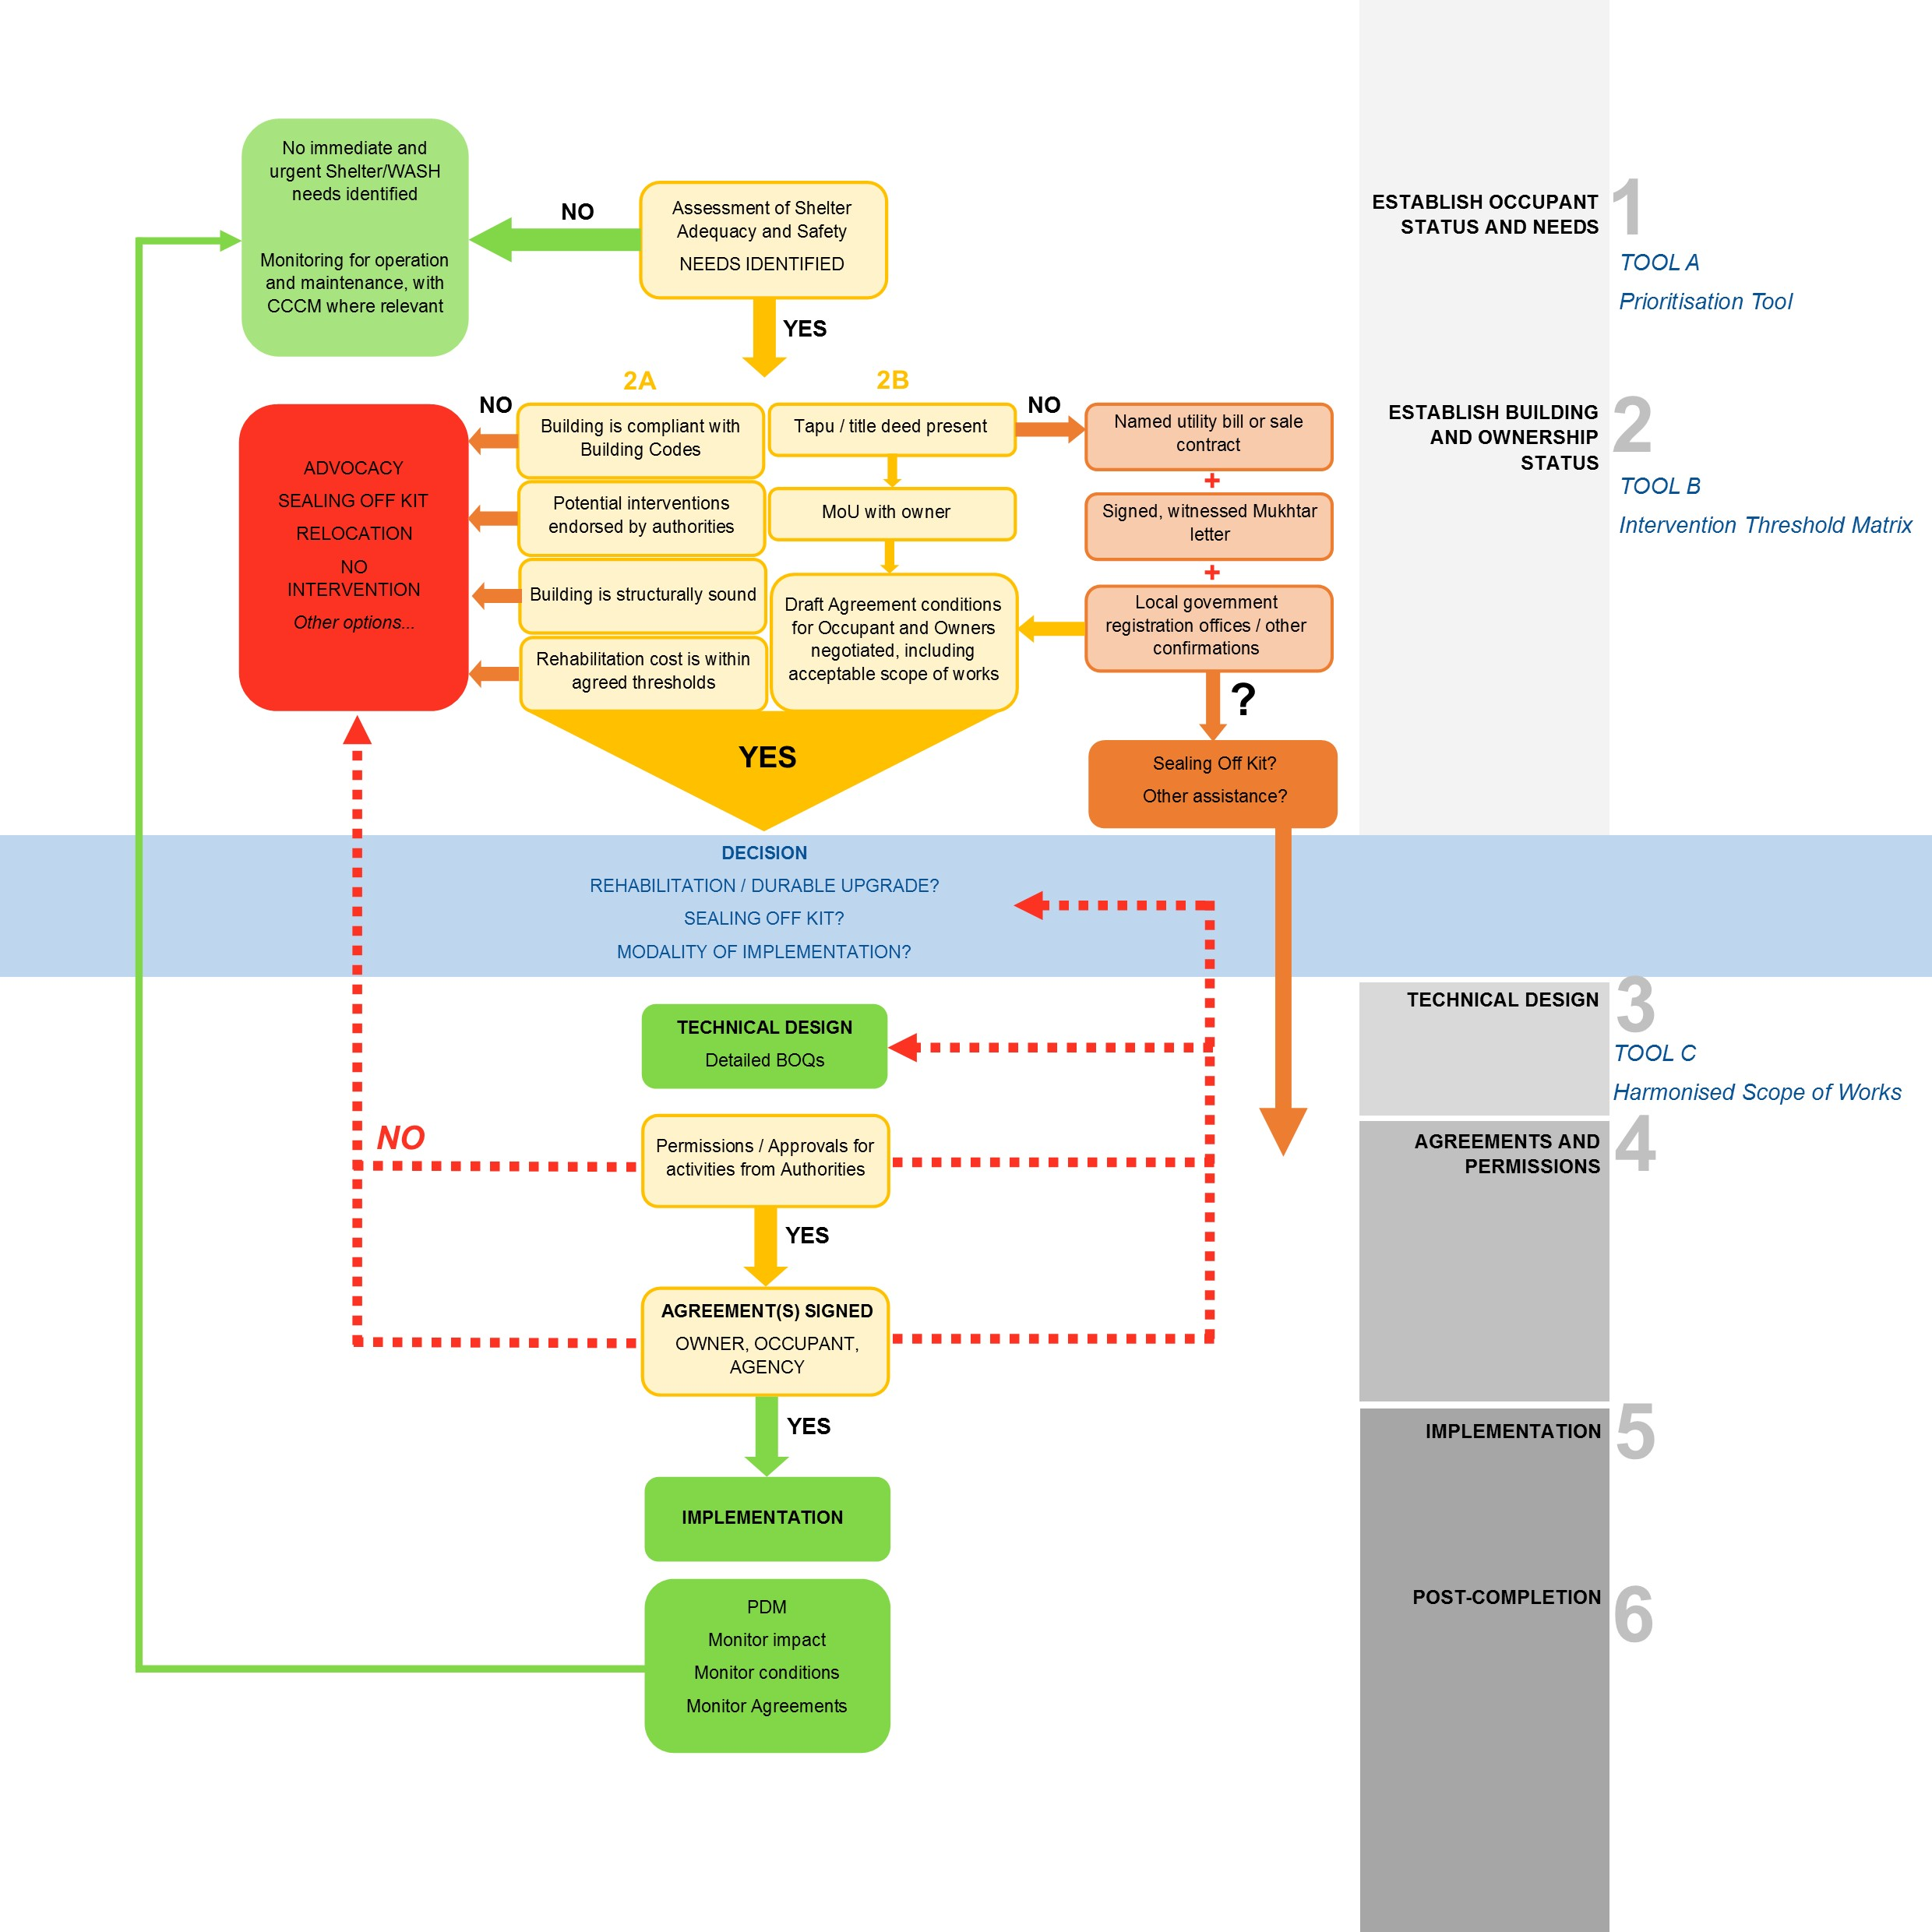 No immediate and
urgent Shelter/WASH
needs identified
Monitoring for operation
and maintenance, with
CCCM where relevant
NO
Assessment of Shelter
Adequacy and Safety
NEEDS IDENTIFIED
YES
ESTABLISH OCCUPANT
STATUS AND NEEDS
1
TOOL A
Prioritisation Tool
2A
2B
NO
ADVOCACY
SEALING OFF KIT
RELOCATION
NO
INTERVENTION
Other options...
Building is compliant with
Building Codes
Potential interventions
endorsed by authorities
Building is structurally sound
Rehabilitation cost is within
agreed thresholds
Tapu / title deed present
MoU with owner
Draft Agreement conditions
for Occupant and Owners
negotiated, including
acceptable scope of works
NO
Named utility bill or sale
contract
+
Signed, witnessed Mukhtar
letter
+
Local government
registration offices / other
confirmations
?
Sealing Off Kit?
Other assistance?
ESTABLISH BUILDING
AND OWNERSHIP
STATUS
2
TOOL B
Intervention Threshold Matrix
YES
DECISION
REHABILITATION / DURABLE UPGRADE?
SEALING OFF KIT?
MODALITY OF IMPLEMENTATION?
TECHNICAL DESIGN
Detailed BOQs
TECHNICAL DESIGN
3
TOOL C
Harmonised Scope of Works
NO
Permissions / Approvals for
activities from Authorities
YES
AGREEMENTS AND
PERMISSIONS
4
AGREEMENT(S) SIGNED
OWNER, OCCUPANT,
AGENCY
YES
IMPLEMENTATION
5
IMPLEMENTATION
PDM
Monitor impact
Monitor conditions
Monitor Agreements
POST-COMPLETION
6